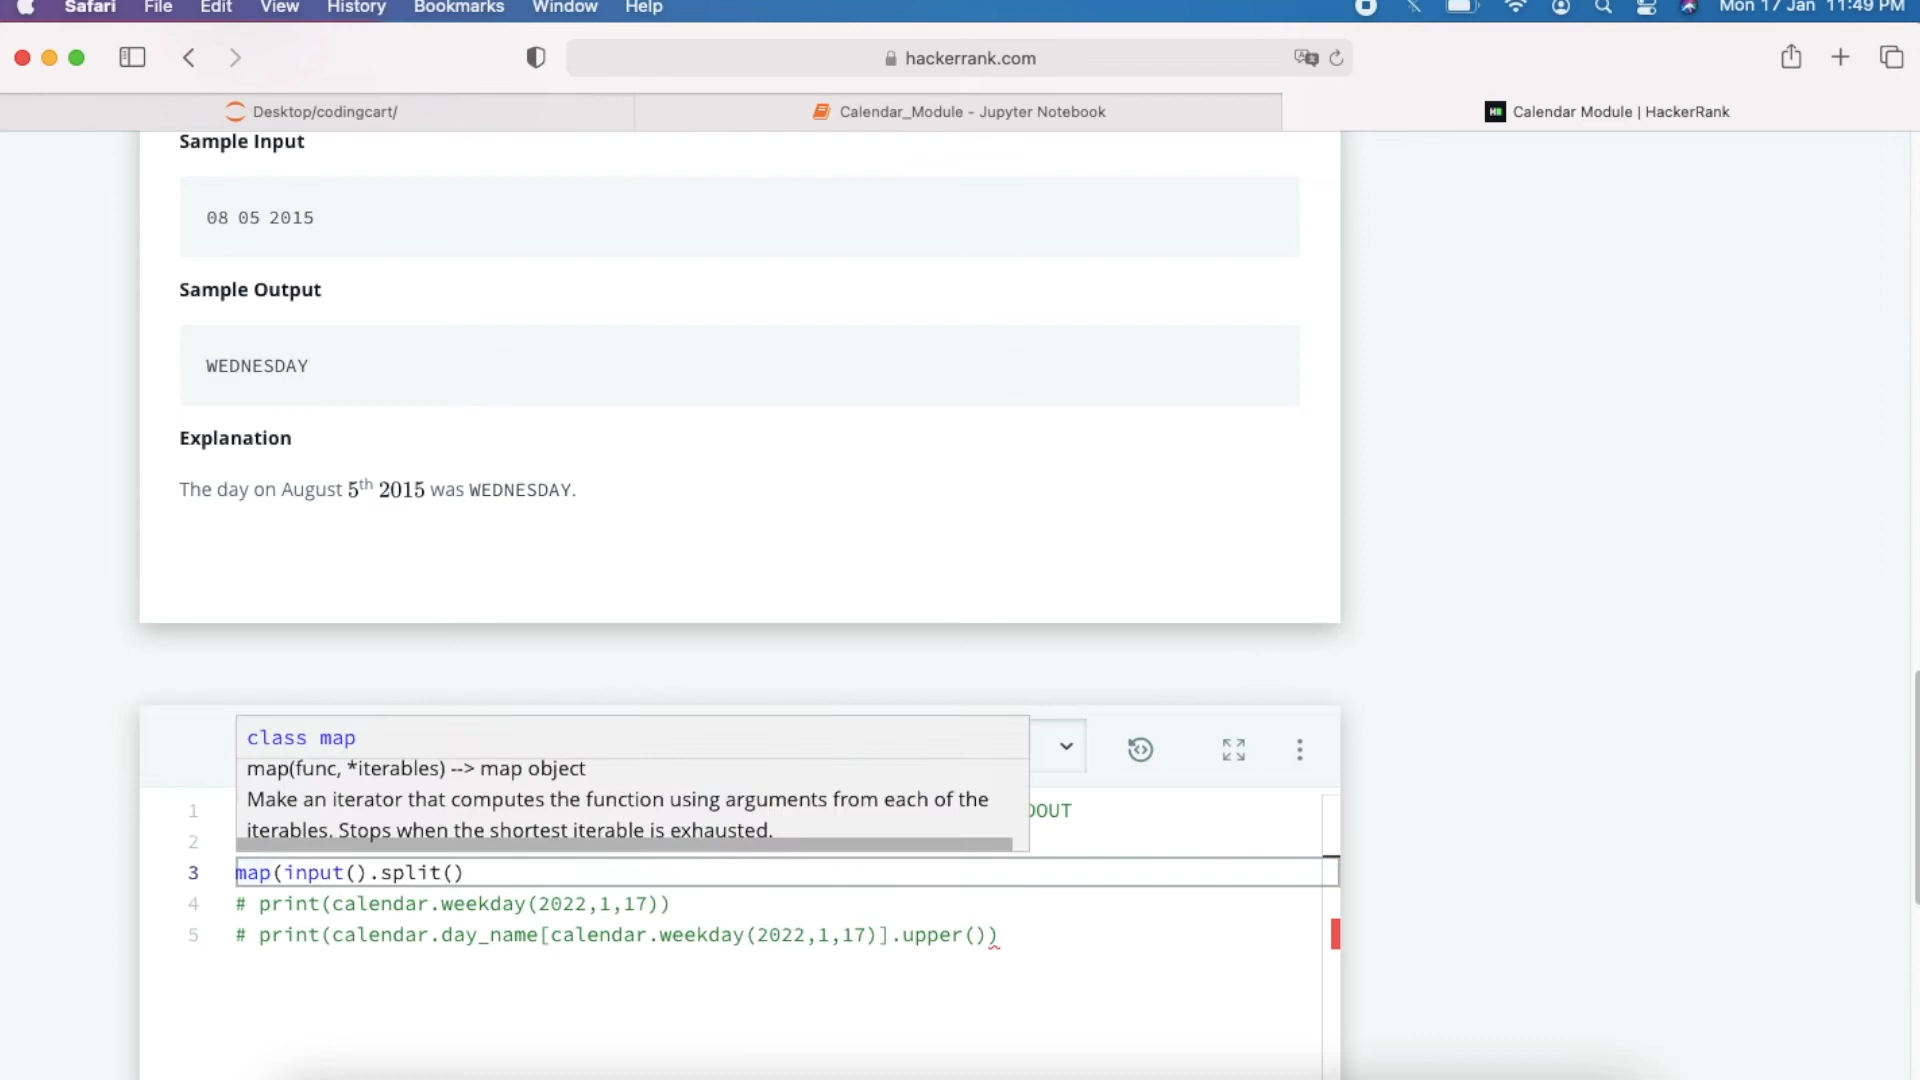 Safari File Edit View History Bookmarks Window Help Mon 17 Jan 11:49 PM
hackerrank.com
Desktop/codingcart/ Calendar_Module - Jupyter Notebook Calendar Module | HackerRank
Sample Input
08 05 2015
Sample Output
WEDNESDAY
Explanation
The day on August 5th 2015 was WEDNESDAY.
class map
map(func, *iterables) --> map object
Make an iterator that computes the function using arguments from each of the
iterables. Stops when the shortest iterable is exhausted.
1 DOUT
2
3 map(input().split()
4 # print(calendar.weekday(2022,1,17))
5 # print(calendar.day_name[calendar.weekday(2022,1,17)].upper())